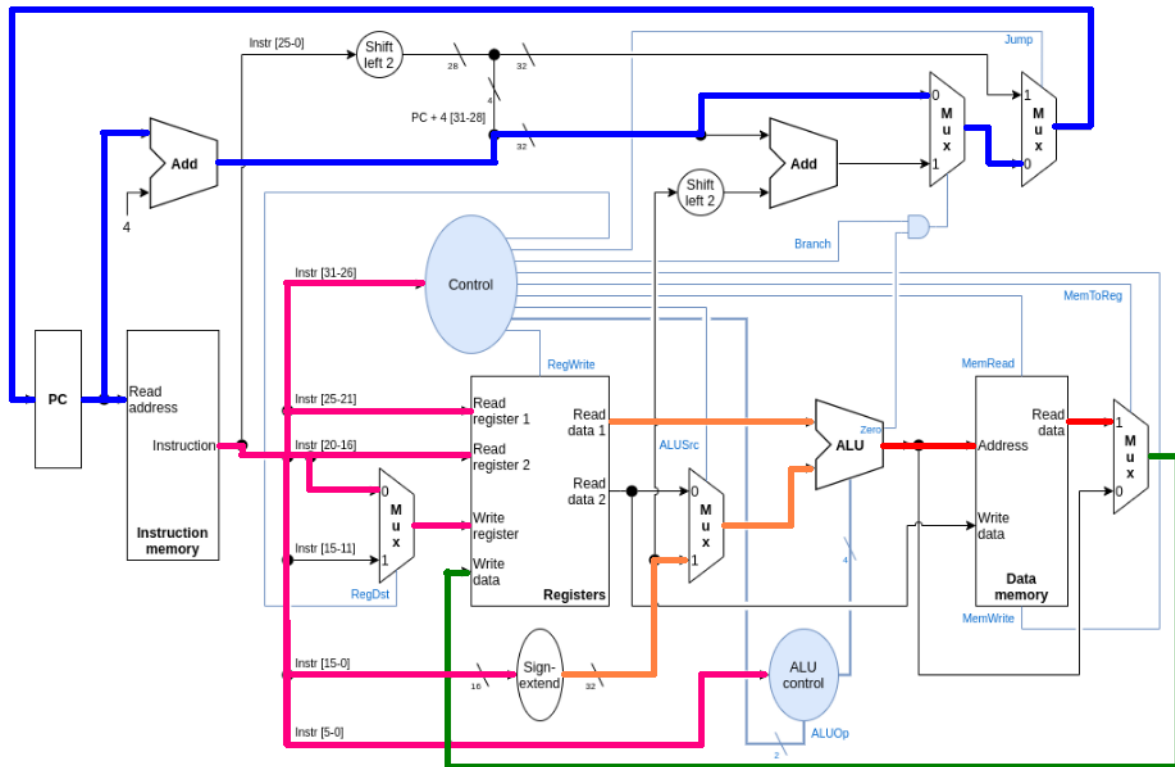 Instr [25-0]
Shift
left 2
28
32
Jump
4
PC + 4 [31-28]
32
0
1
M
u
x
M
u
x
1
0
Add
4
Add
Shift
left 2
Branch
Instr [31-26]
Control
MemToReg
RegWrite
MemRead
PC
Read
address
Instruction
Instruction
memory
Instr [25-21]
Read
register 1
Read
data 1
Instr [20-16]
Read
register 2
ALUSrc
Zero
ALU
Address
Read
data
1
M
u
x
0
0
M
u
x
1
Write
register
Read
data 2
0
M
u
x
1
Write
data
Instr [15-11]
Write
data
RegDst
Registers
4
Data
memory
MemWrite
Instr [15-0]
16
Sign-
extend
32
ALU
control
Instr [5-0]
2
ALUOp